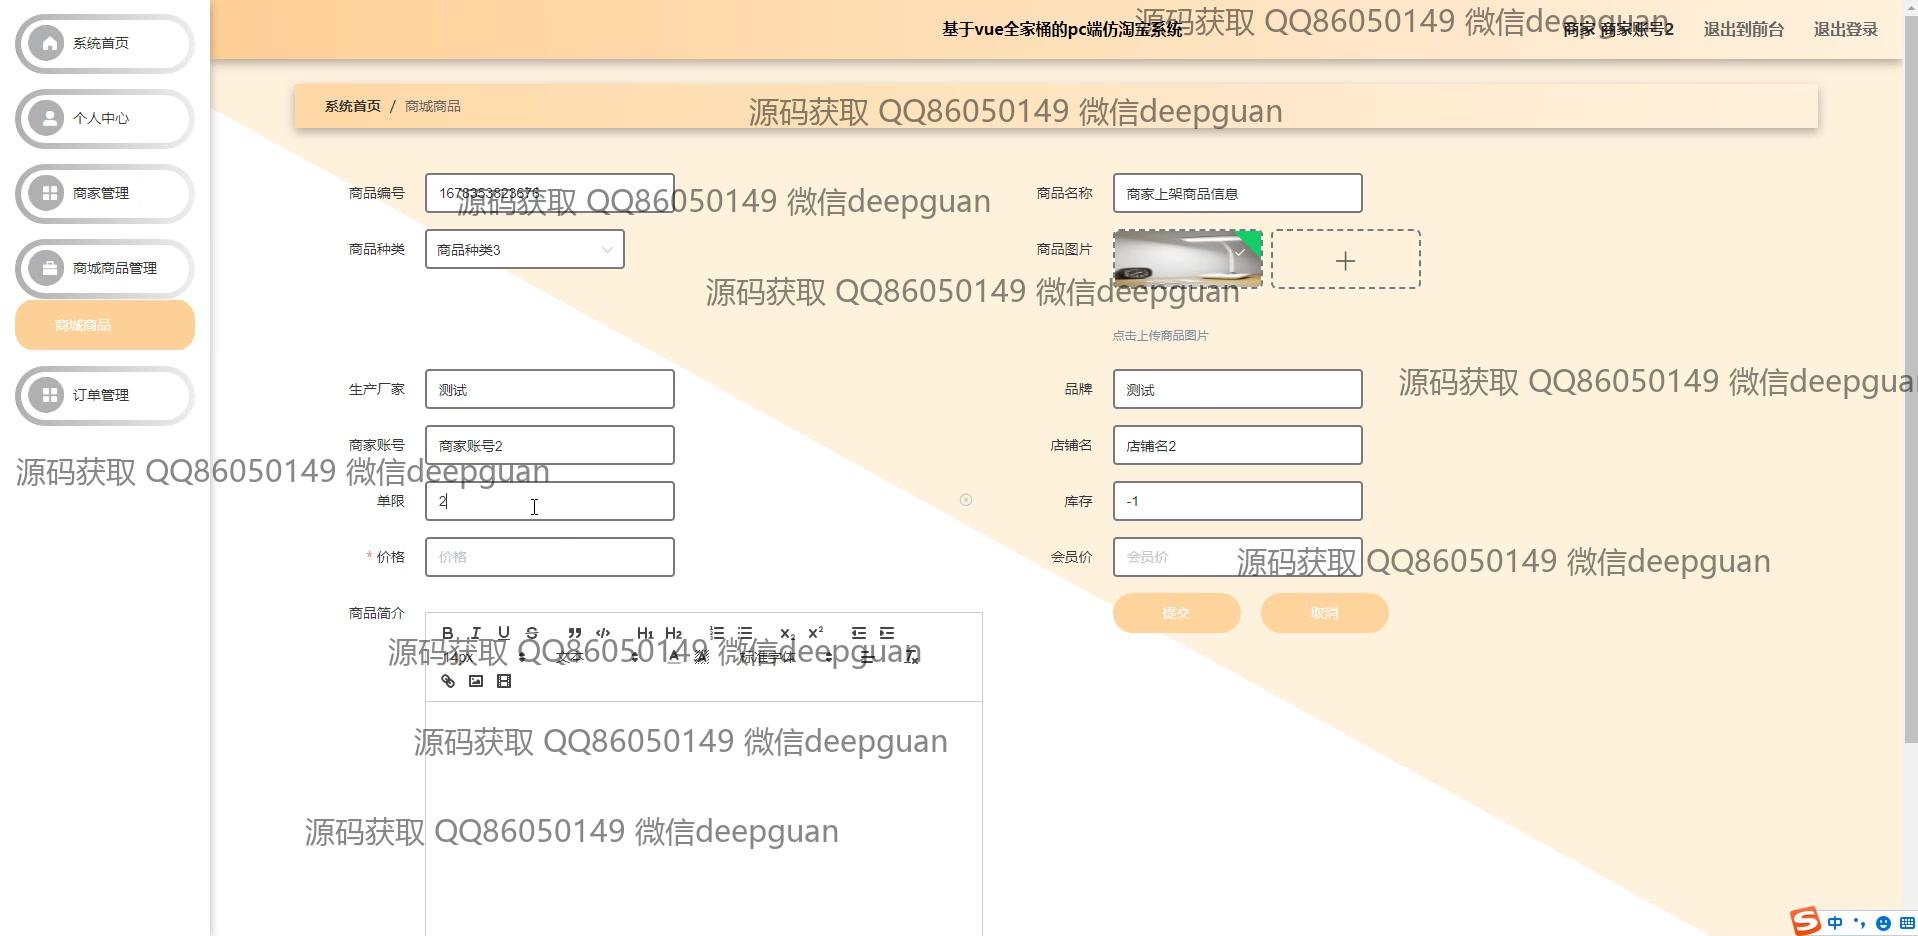 系统首页
个人中心
商家管理
商城商品管理
商城商品
订单管理
基于vue全家桶的pc端仿淘宝系统
源码获取 QQ86050149 微信deepguan
商家 商家账号2
退出到前台
退出登录
系统首页 / 商城商品
源码获取 QQ86050149 微信deepguan
商品编号
1678353823676
商品名称
商家上架商品信息
源码获取 QQ86050149 微信deepguan
商品种类
商品种类3
商品图片
源码获取 QQ86050149 微信deepguan
点击上传商品图片
生产厂家
测试
品牌
测试
源码获取 QQ86050149 微信deepgua
商家账号
商家账号2
店铺名
店铺名2
源码获取 QQ86050149 微信deepguan
单限
2
库存
-1
* 价格
价格
会员价
会员价
源码获取 QQ86050149 微信deepguan
商品简介
提交
取消
B I U S H1 H2 x2 x2
14px 文本 A A 标准字体 Tx
源码获取 QQ86050149 微信deepguan
源码获取 QQ86050149 微信deepguan
源码获取 QQ86050149 微信deepguan
S 中